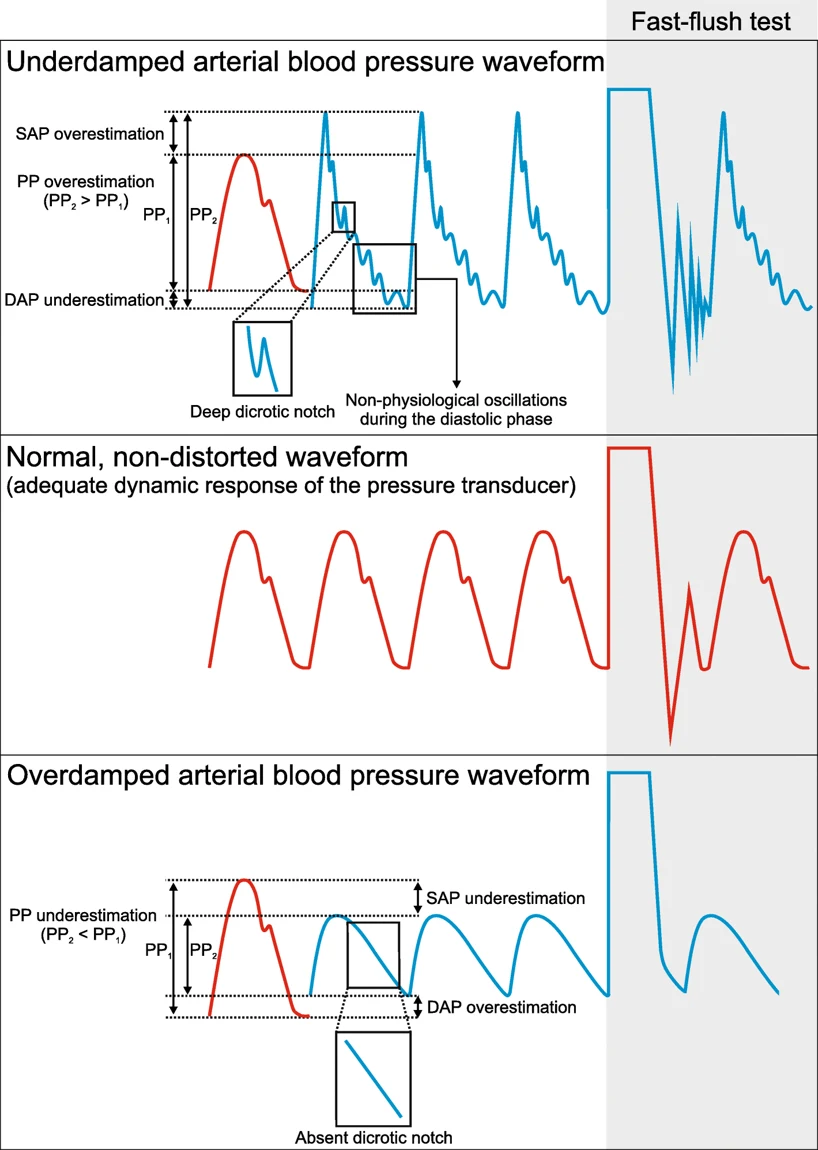 Fast-flush test
Underdamped arterial blood pressure waveform
SAP overestimation
PP overestimation
(PP₂ > PP₁)
PP₁
PP₂
DAP underestimation
Deep dicrotic notch
Non-physiological oscillations
during the diastolic phase
Normal, non-distorted waveform
(adequate dynamic response of the pressure transducer)
Overdamped arterial blood pressure waveform
SAP underestimation
PP underestimation
(PP₂ < PP₁)
PP₁
PP₂
DAP overestimation
Absent dicrotic notch